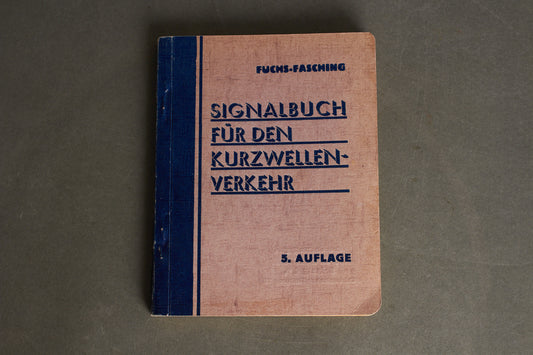 FUCHS-FASCHING
SIGNALBUCH
FÜR DEN
KURZWELLEN-
VERKEHR
5. AUFLAGE